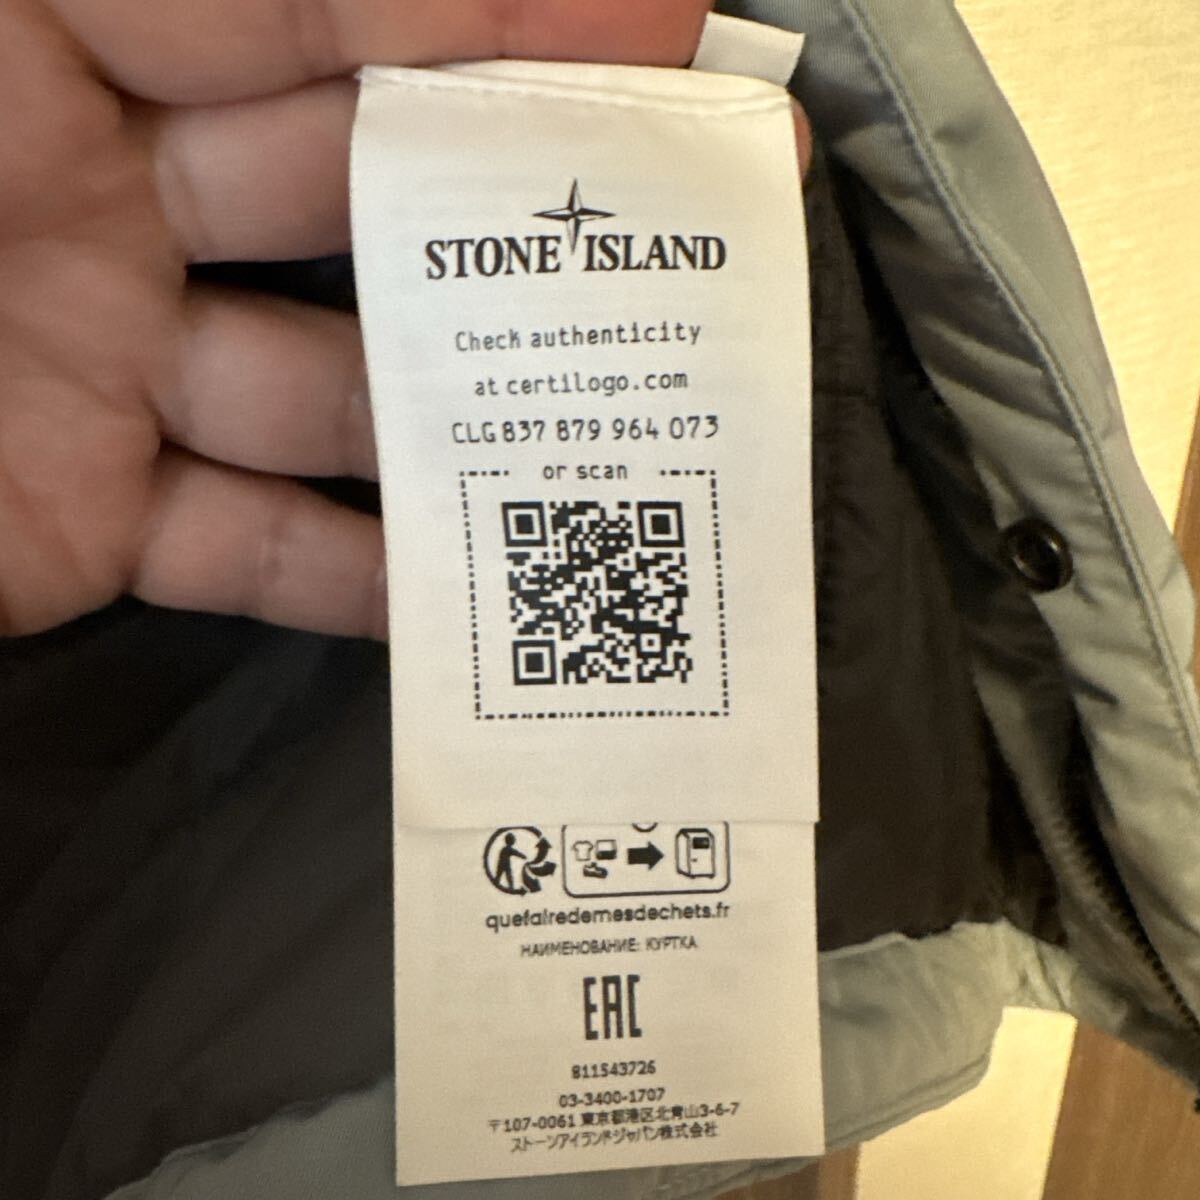 STONE ISLAND
Check authenticity
at certilogo.com
CLG 837 879 964 073
or scan
quefairedemesdechets.fr
НАИМЕНОВАНИЕ: КУРТКА
EAC
811543726
03-3400-1707
〒107-0061 東京都港区北青山3-6-7
ストーンアイランドジャパン株式会社